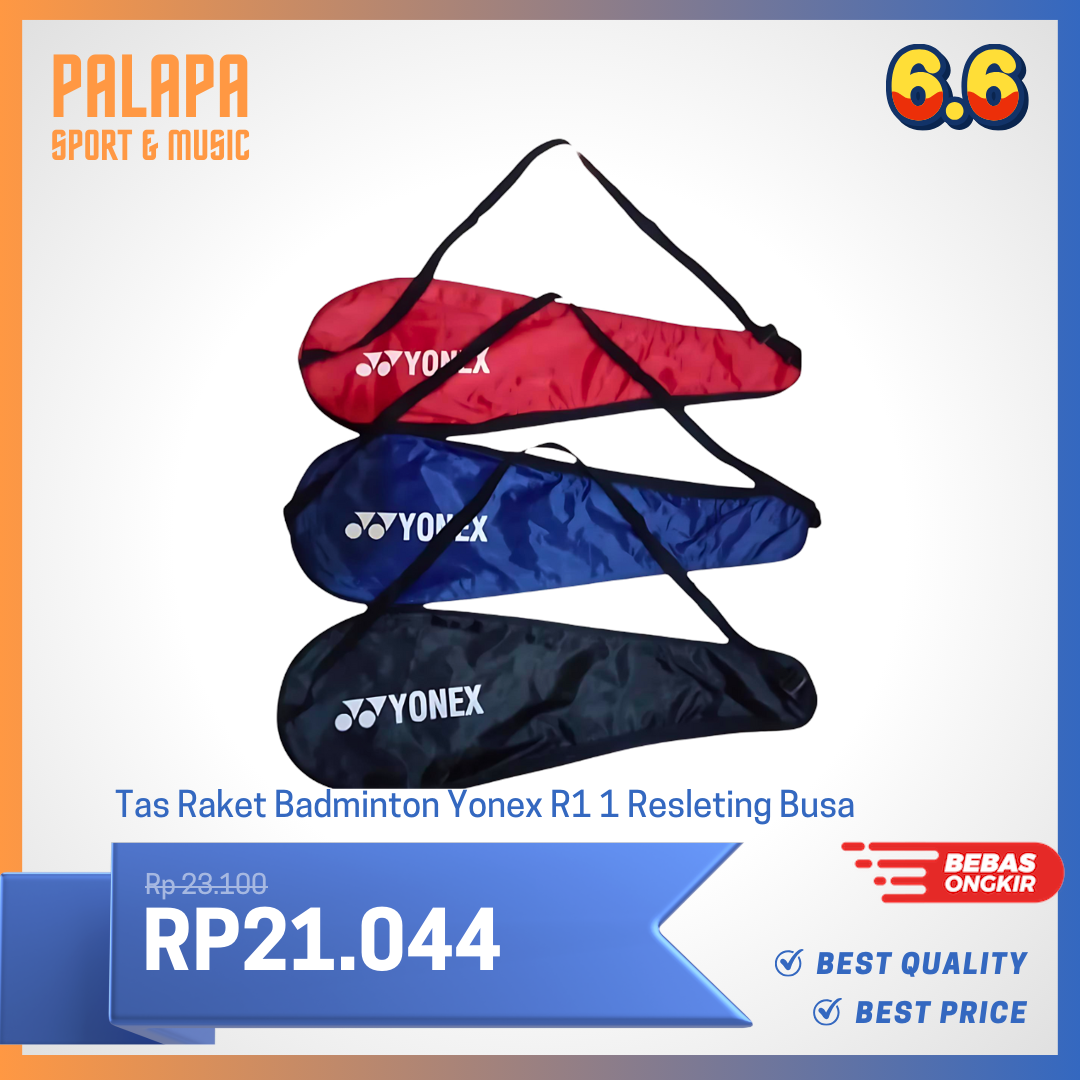 PALAPA
SPORT & MUSIC
6.6
YONEX
YONEX
YONEX
Tas Raket Badminton Yonex R1 1 Resleting Busa
Rp 23.100
RP21.044
BEBAS
ONGKIR
BEST QUALITY
BEST PRICE